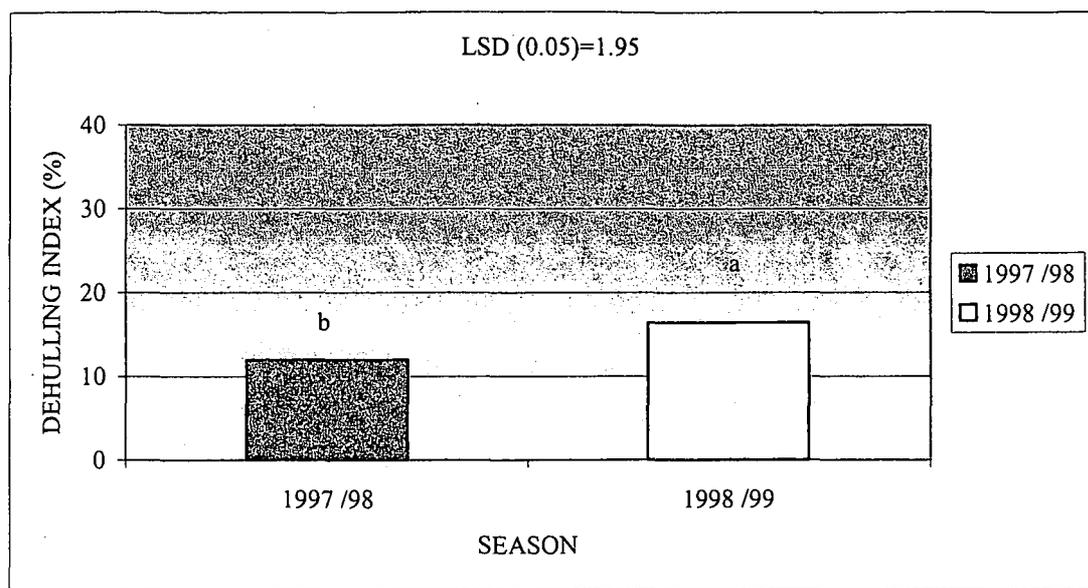 LSD (0.05)=1.95
DEHULLING INDEX (%)
40
30
20
10
0
a
b
1997 /98
1998 /99
1997 /98
1998 /99
SEASON